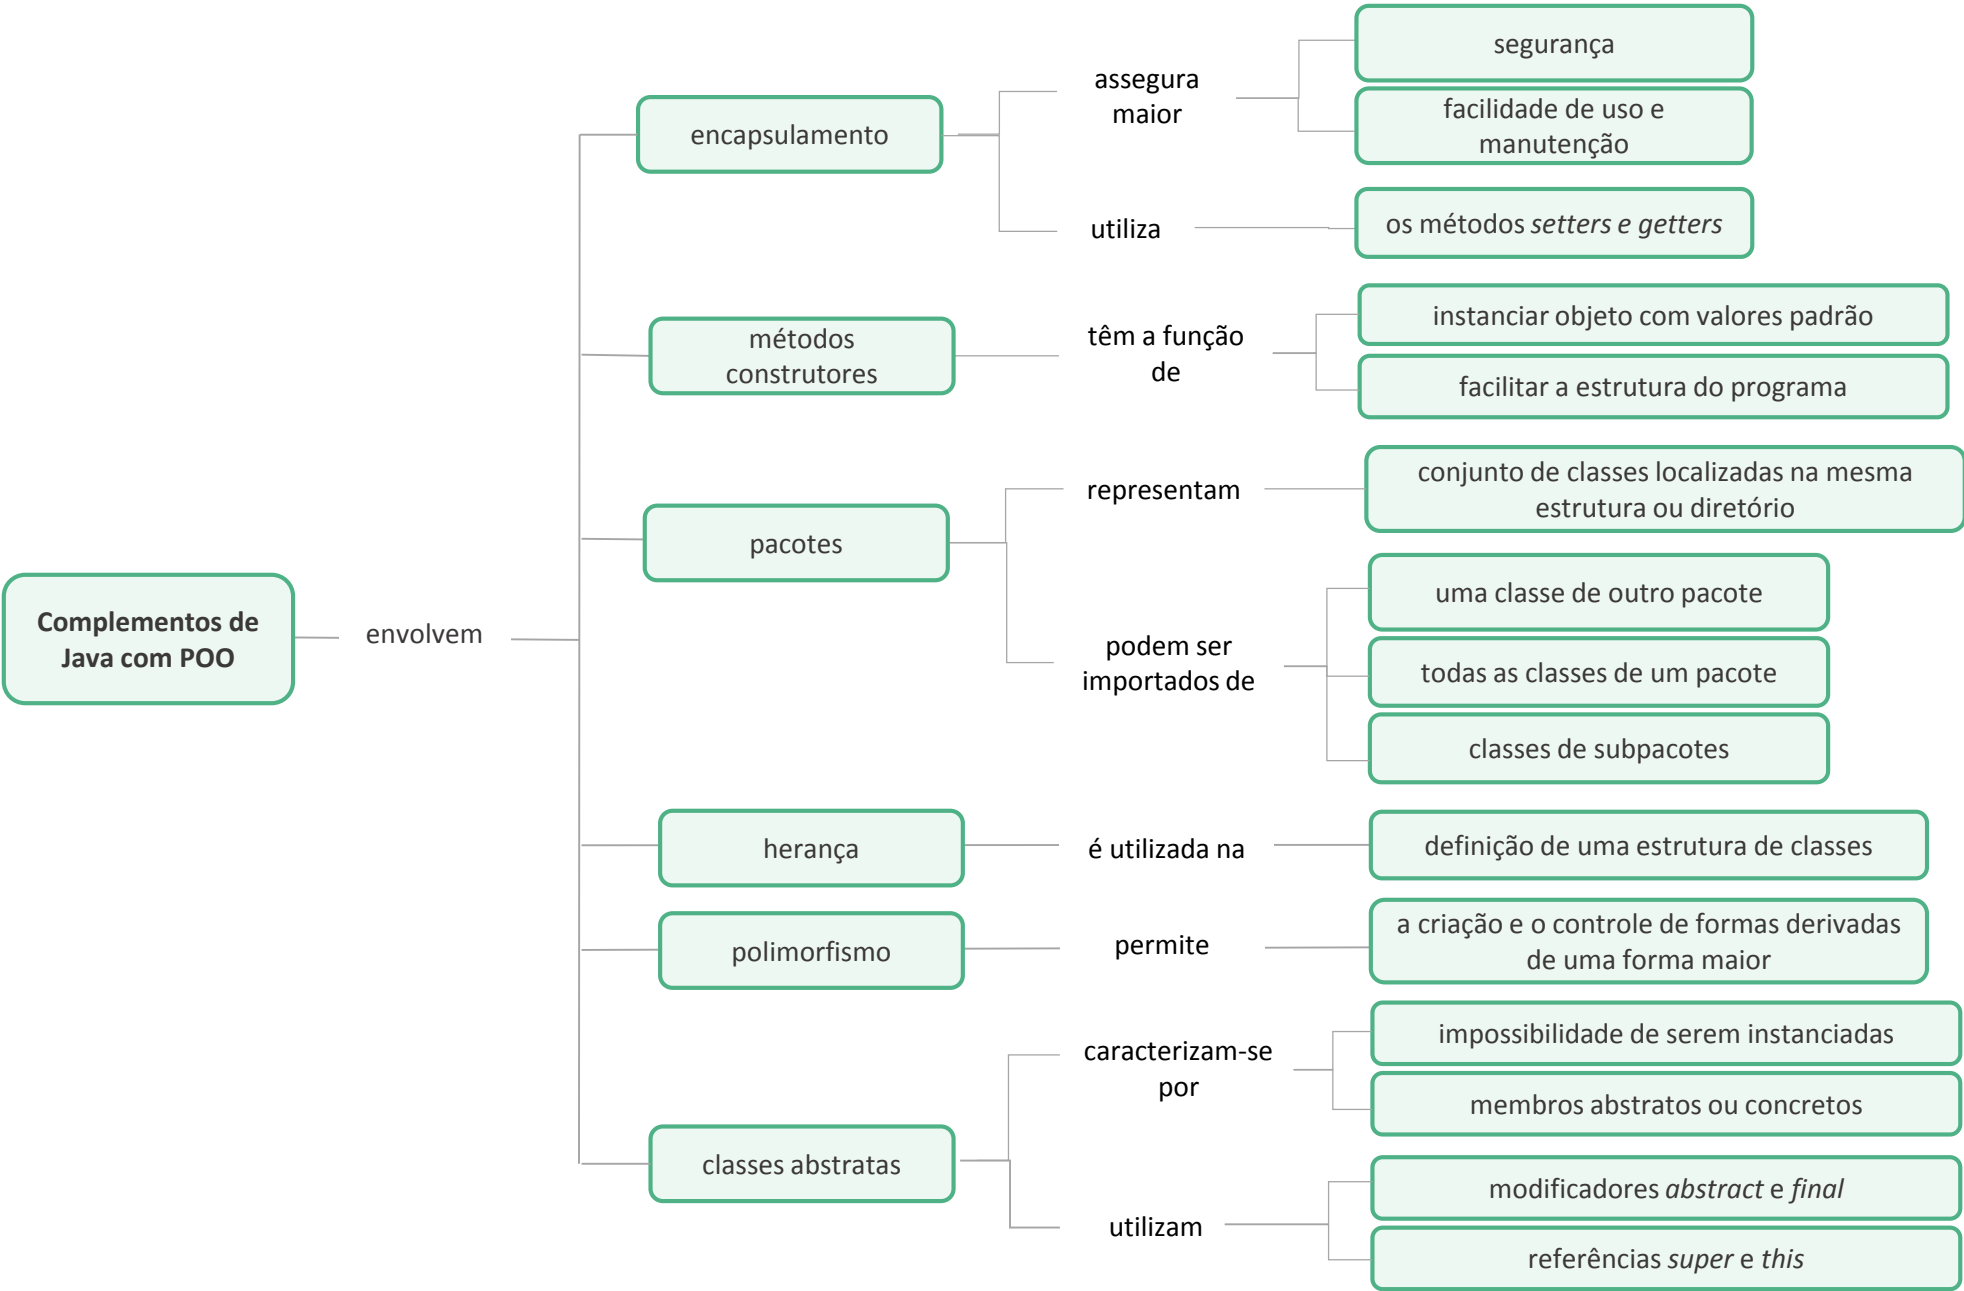 Complementos de
Java com POO
envolvem
encapsulamento
assegura
maior
segurança
facilidade de uso e
manutenção
utiliza
os métodos setters e getters
métodos
construtores
têm a função
de
instanciar objeto com valores padrão
facilitar a estrutura do programa
pacotes
representam
conjunto de classes localizadas na mesma
estrutura ou diretório
podem ser
importados de
uma classe de outro pacote
todas as classes de um pacote
classes de subpacotes
herança
é utilizada na
definição de uma estrutura de classes
polimorfismo
permite
a criação e o controle de formas derivadas
de uma forma maior
classes abstratas
caracterizam-se
por
impossibilidade de serem instanciadas
membros abstratos ou concretos
utilizam
modificadores abstract e final
referências super e this